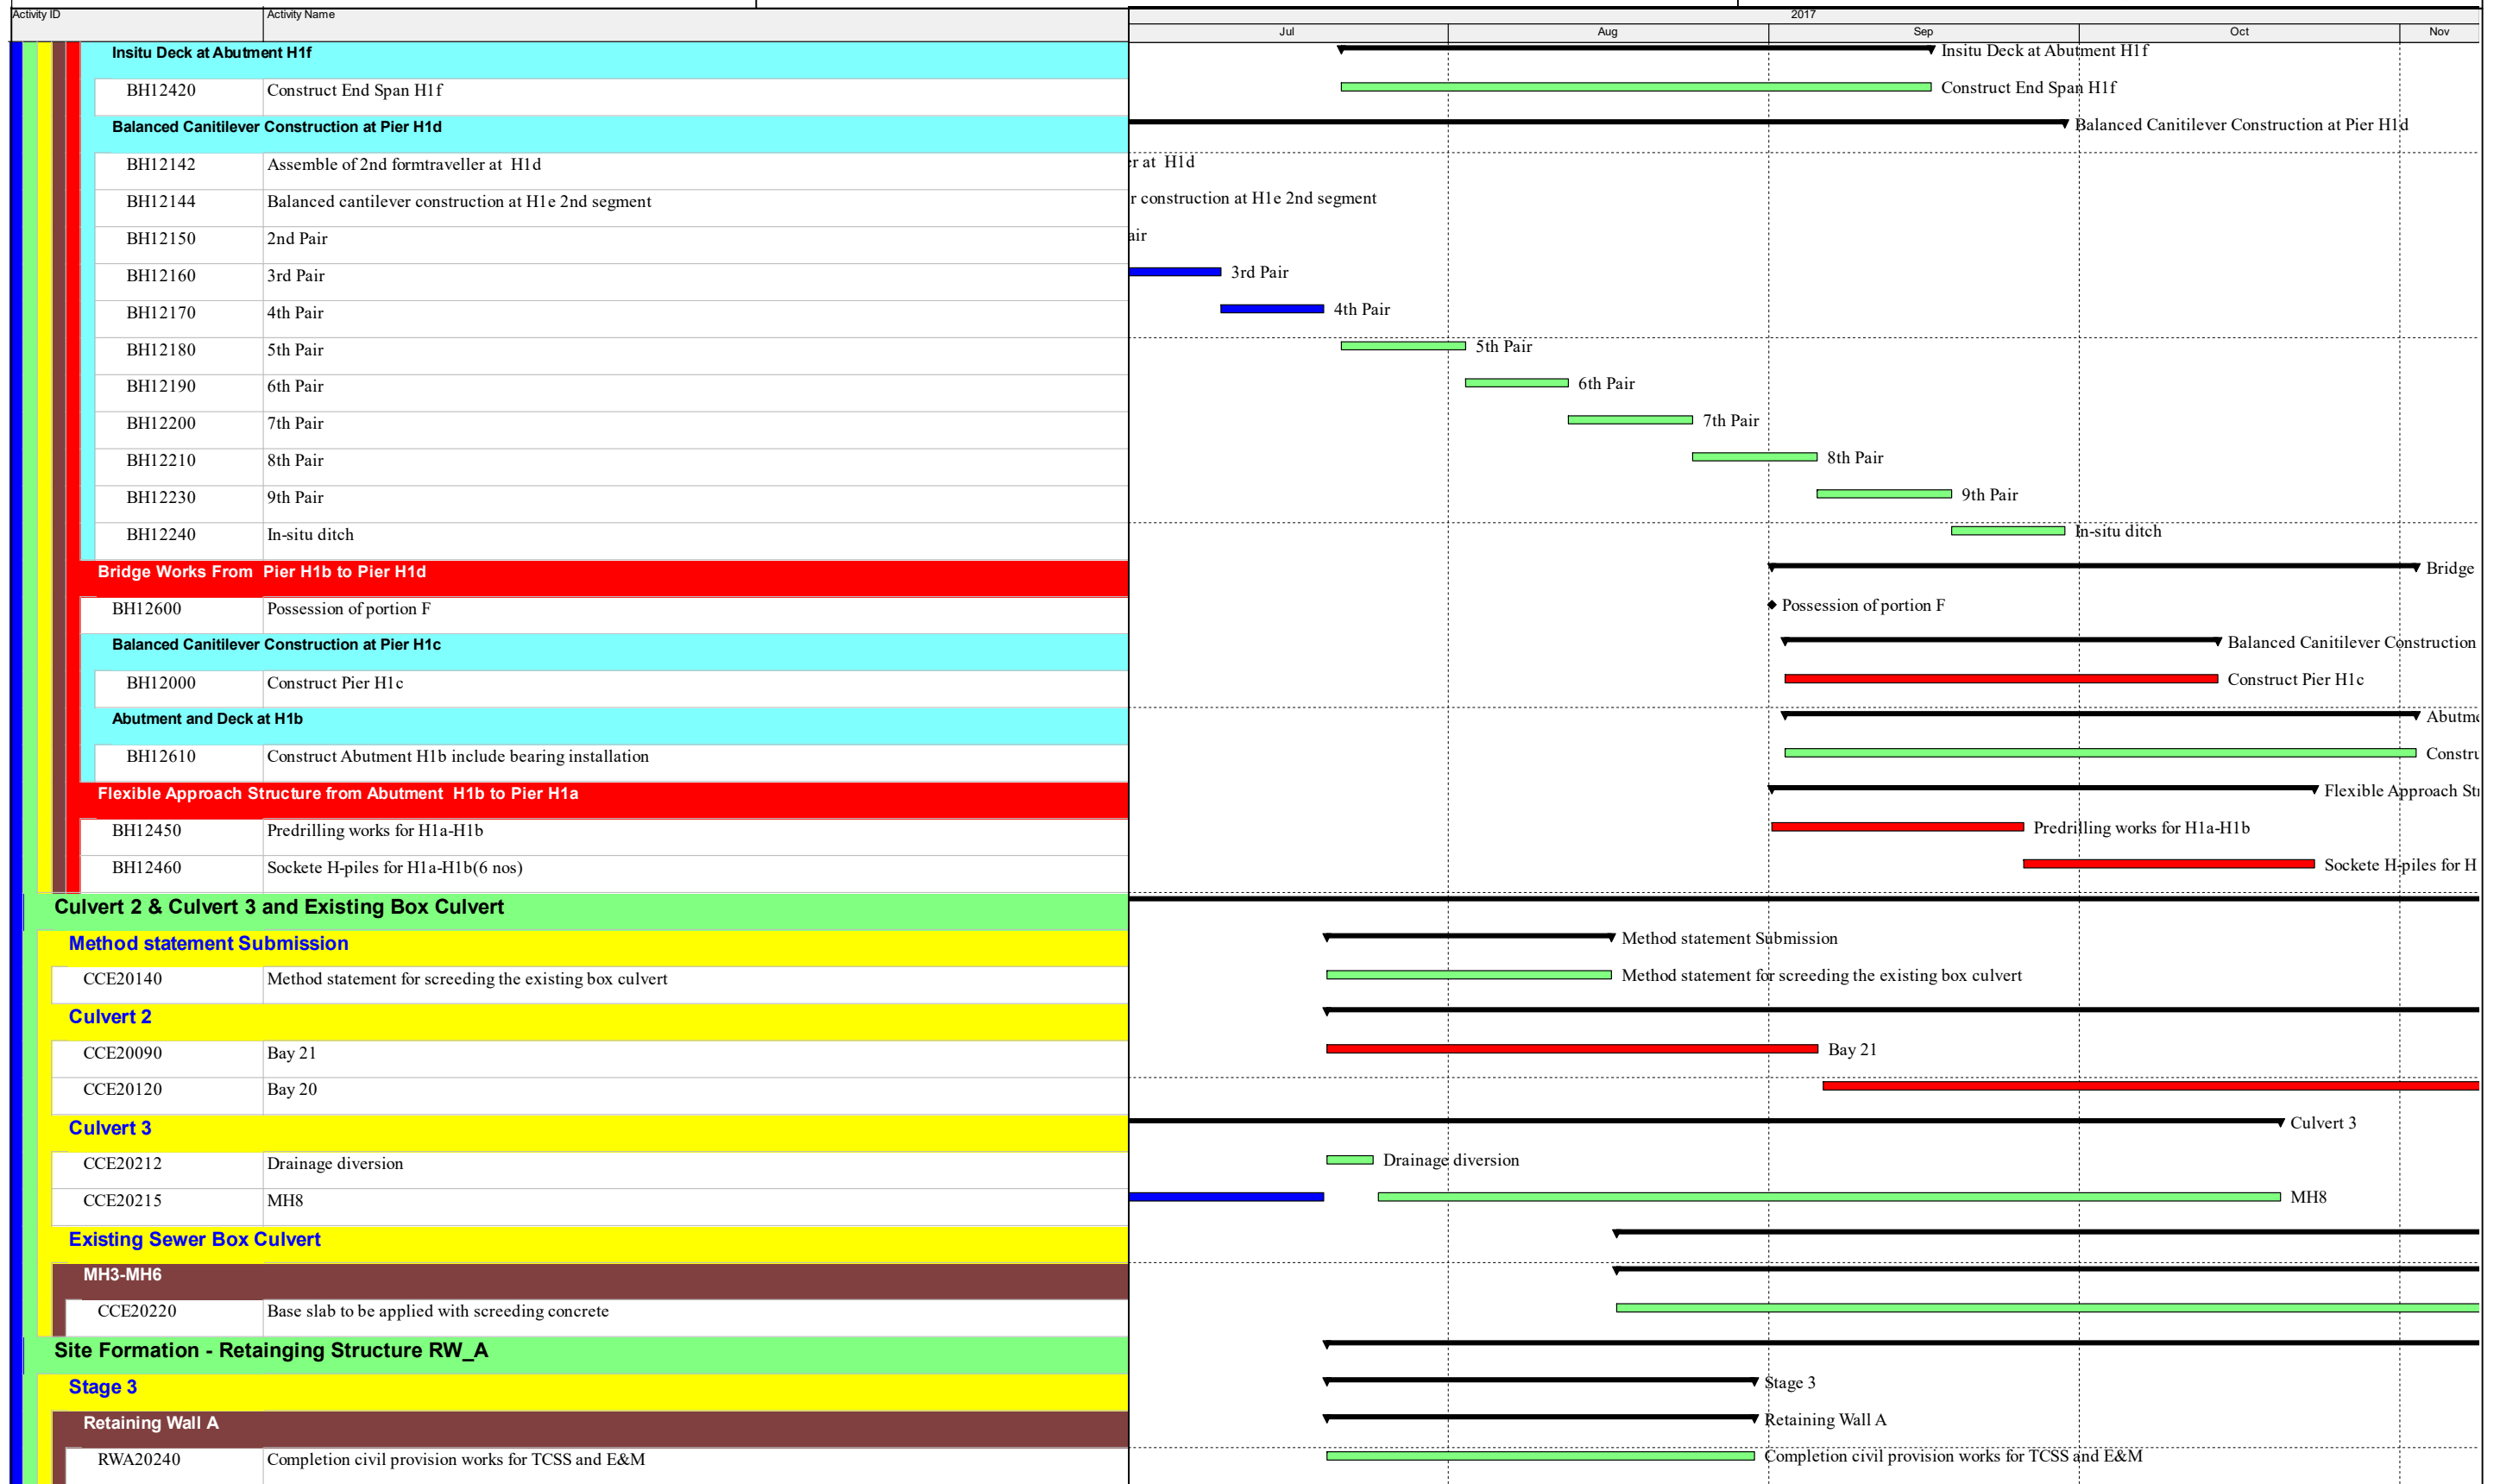 Activity ID Activity Name 2017
Jul Aug Sep Oct Nov
Insitu Deck at Abutment H1f Insitu Deck at Abutment H1f
BH12420 Construct End Span H1f Construct End Span H1f
Balanced Canitilever Construction at Pier H1d Balanced Canitilever Construction at Pier H1d
BH12142 Assemble of 2nd formtraveller at H1d er at H1d
BH12144 Balanced cantilever construction at H1e 2nd segment r construction at H1e 2nd segment
BH12150 2nd Pair air
BH12160 3rd Pair 3rd Pair
BH12170 4th Pair 4th Pair
BH12180 5th Pair 5th Pair
BH12190 6th Pair 6th Pair
BH12200 7th Pair 7th Pair
BH12210 8th Pair 8th Pair
BH12230 9th Pair 9th Pair
BH12240 In-situ ditch In-situ ditch
Bridge Works From Pier H1b to Pier H1d Bridge
BH12600 Possession of portion F Possession of portion F
Balanced Canitilever Construction at Pier H1c Balanced Canitilever Construction
BH12000 Construct Pier H1c Construct Pier H1c
Abutment and Deck at H1b Abutme
BH12610 Construct Abutment H1b include bearing installation Constru
Flexible Approach Structure from Abutment H1b to Pier H1a Flexible Approach Str
BH12450 Predrilling works for H1a-H1b Predrilling works for H1a-H1b
BH12460 Sockete H-piles for H1a-H1b(6 nos) Sockete H-piles for H
Culvert 2 & Culvert 3 and Existing Box Culvert
Method statement Submission Method statement Submission
CCE20140 Method statement for screeding the existing box culvert Method statement for screeding the existing box culvert
Culvert 2
CCE20090 Bay 21 Bay 21
CCE20120 Bay 20
Culvert 3 Culvert 3
CCE20212 Drainage diversion Drainage diversion
CCE20215 MH8 MH8
Existing Sewer Box Culvert
MH3-MH6
CCE20220 Base slab to be applied with screeding concrete
Site Formation - Retainging Structure RW_A
Stage 3 Stage 3
Retaining Wall A Retaining Wall A
RWA20240 Completion civil provision works for TCSS and E&M Completion civil provision works for TCSS and E&M